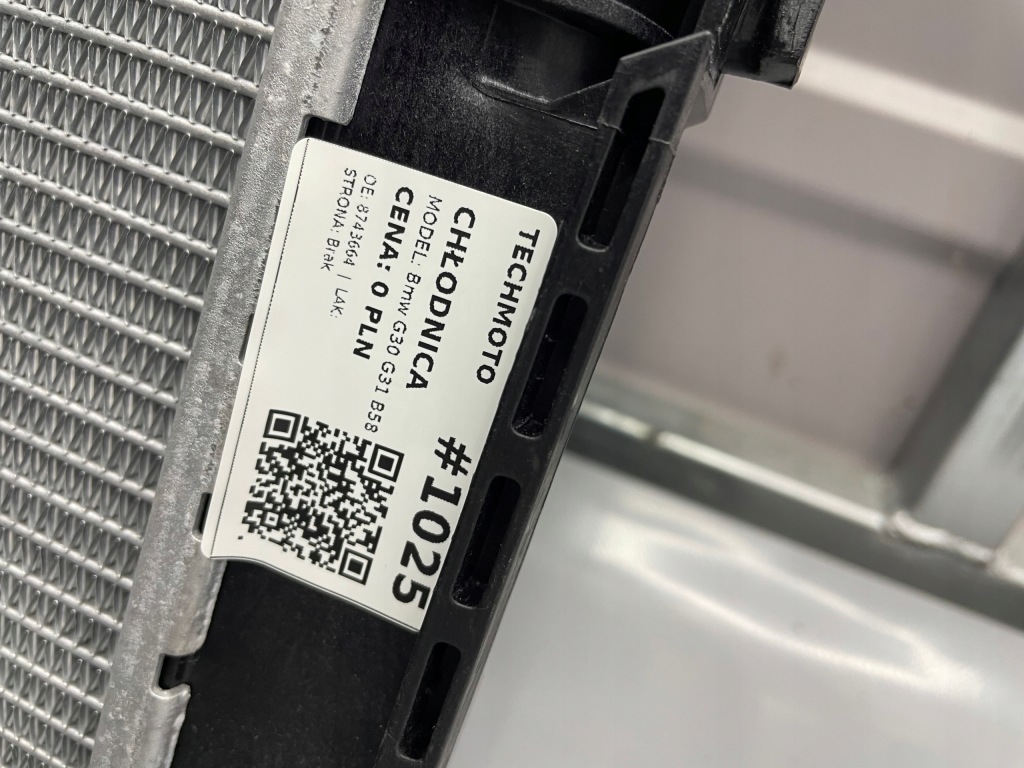 TECHMOTO
CHŁODNICA
#1025
MODEL: Bmw G30 G31 B58
CENA: 0 PLN
OE: 8743664 | LAK:
STRONA: Brak